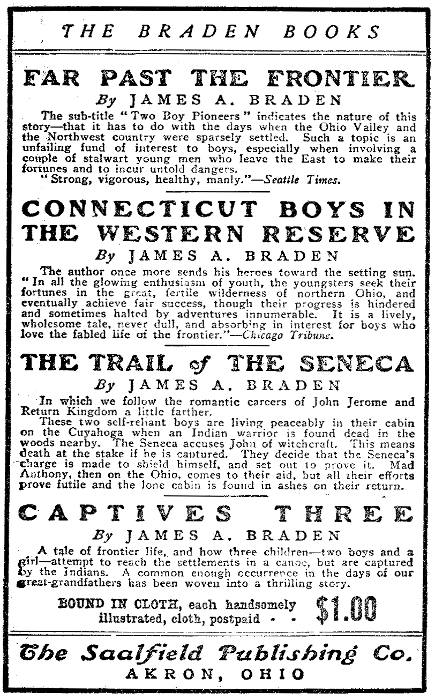 THE BRADEN BOOKS
FAR PAST THE FRONTIER
By JAMES A. BRADEN
The sub-title "Two Boy Pioneers" indicates the nature of this
story—that it has to do with the days when the Ohio Valley and
the Northwest country were sparsely settled. Such a topic is an
unfailing fund of interest to boys, especially when involving a
couple of stalwart young men who leave the East to make their
fortunes and to incur untold dangers.
"Strong, vigorous, healthy, manly."—Seattle Times.
CONNECTICUT BOYS IN
THE WESTERN RESERVE
By JAMES A. BRADEN
The author once more sends his heroes toward the setting sun.
"In all the glowing enthusiasm of youth, the youngsters seek their
fortunes in the great, fertile wilderness of northern Ohio, and
eventually achieve fair success, though their progress is hindered
and sometimes halted by adventures innumerable. It is a lively,
wholesome tale, never dull, and absorbing in interest for boys who
love the fabled life of the frontier."—Chicago Tribune.
THE TRAIL of THE SENECA
By JAMES A. BRADEN
In which we follow the romantic careers of John Jerome and
Return Kingdom a little farther.
These two self-reliant boys are living peaceably in their cabin
on the Cuyahoga when an Indian warrior is found dead in the
woods nearby. The Seneca accuses John of witchcraft. This means
death at the stake if he is captured. They decide that the Seneca's
charge is made to shield himself, and set out to prove it. Mad
Anthony, then on the Ohio, comes to their aid, but all their efforts
prove futile and the lone cabin is found in ashes on their return.
CAPTIVES THREE
By JAMES A. BRADEN
A tale of frontier life, and how three children—two boys and a
girl—attempt to reach the settlements in a canoe, but are captured
by the Indians. A common enough occurrence in the days of our
great-grandfathers has been woven into a thrilling story.
BOUND IN CLOTH, each handsomely
illustrated, cloth, postpaid - - $1.00
The Saalfield Publishing Co.
AKRON, OHIO